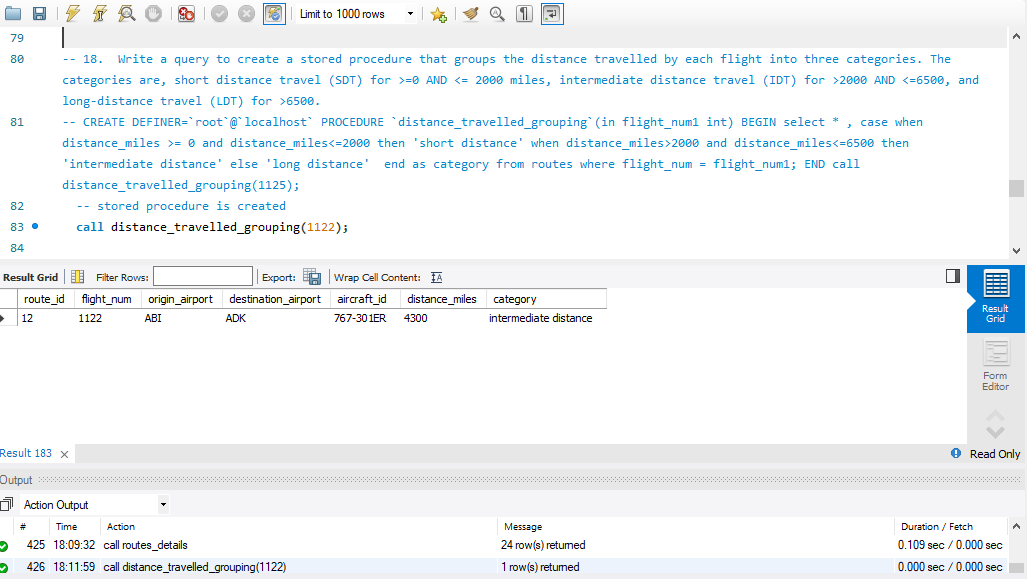 Limit to 1000 rows
79
80 -- 18.  Write a query to create a stored procedure that groups the distance travelled by each flight into three categories. The
categories are, short distance travel (SDT) for >=0 AND <= 2000 miles, intermediate distance travel (IDT) for >2000 AND <=6500, and
long-distance travel (LDT) for >6500.
81 -- CREATE DEFINER=`root`@`localhost` PROCEDURE `distance_travelled_grouping`(in flight_num1 int) BEGIN select * , case when
distance_miles >= 0 and distance_miles<=2000 then 'short distance' when distance_miles>2000 and distance_miles<=6500 then
'intermediate distance' else 'long distance'  end as category from routes where flight_num = flight_num1; END call
distance_travelled_grouping(1125);
82 -- stored procedure is created
83 call distance_travelled_grouping(1122);
84
Result Grid Filter Rows: Export: Wrap Cell Content: IA
route_id flight_num origin_airport destination_airport aircraft_id distance_miles category
12 1122 ABI ADK 767-301ER 4300 intermediate distance
Result
Grid
Form
Editor
Result 183 Read Only
Output
Action Output
# Time Action Message Duration / Fetch
425 18:09:32 call routes_details 24 row(s) returned 0.109 sec / 0.000 sec
426 18:11:59 call distance_travelled_grouping(1122) 1 row(s) returned 0.000 sec / 0.000 sec